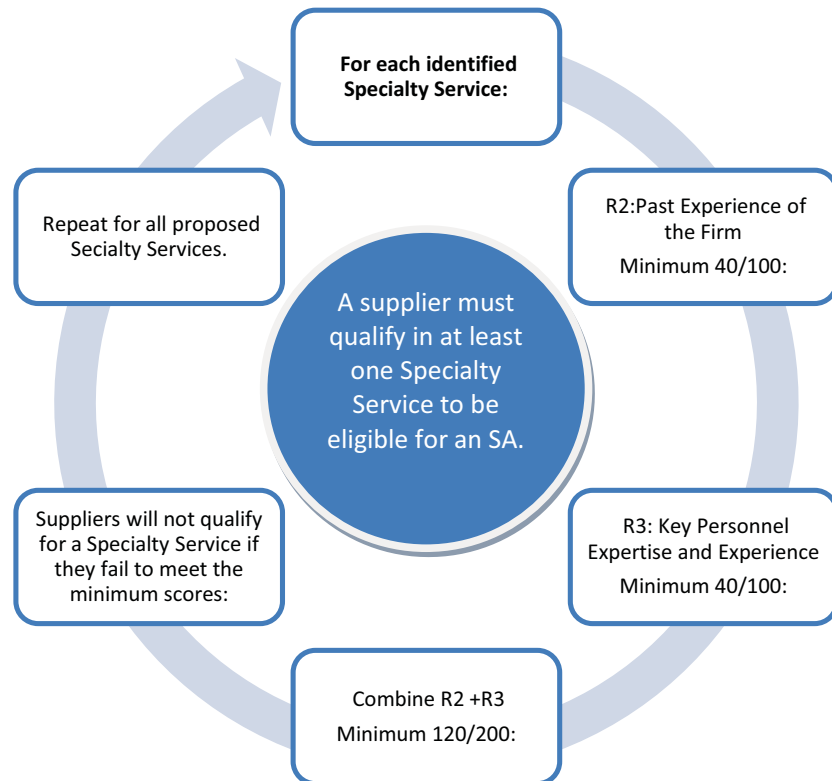 For each identified
Specialty Service:
R2:Past Experience of
the Firm
Minimum 40/100:
R3: Key Personnel
Expertise and Experience
Minimum 40/100:
Combine R2 +R3
Minimum 120/200:
Suppliers will not qualify
for a Specialty Service if
they fail to meet the
minimum scores:
Repeat for all proposed
Secialty Services.
A supplier must
qualify in at least
one Specialty
Service to be
eligible for an SA.